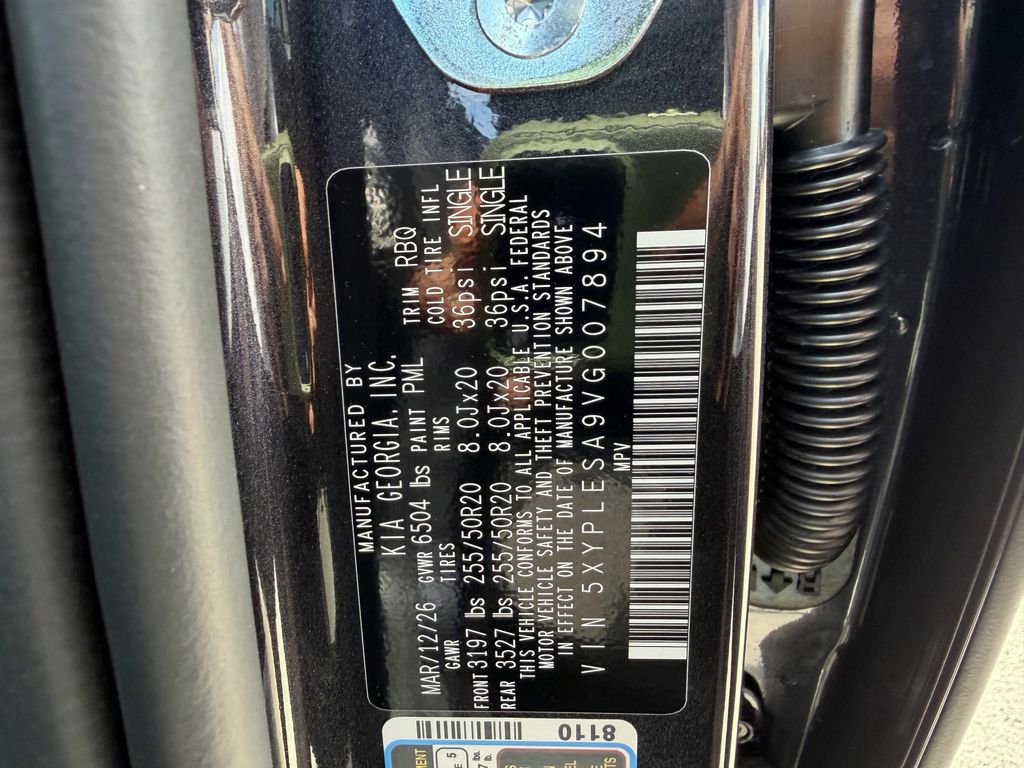 MANUFACTURED BY
KIA GEORGIA, INC.
MAR/12/26 GVWR 6504 lbs PAINT PML TRIM RBQ
GAWR TIRES RIMS COLD TIRE INFL
FRONT 3197 lbs 255/50R20 8.0Jx20 36psi SINGLE
REAR 3527 lbs 255/50R20 8.0Jx20 36psi SINGLE
THIS VEHICLE CONFORMS TO ALL APPLICABLE U.S.A. FEDERAL
MOTOR VEHICLE SAFETY AND THEFT PREVENTION STANDARDS
IN EFFECT ON THE DATE OF MANUFACTURE SHOWN ABOVE
VIN 5XYPLESA9VG007894
MPV
8110
5